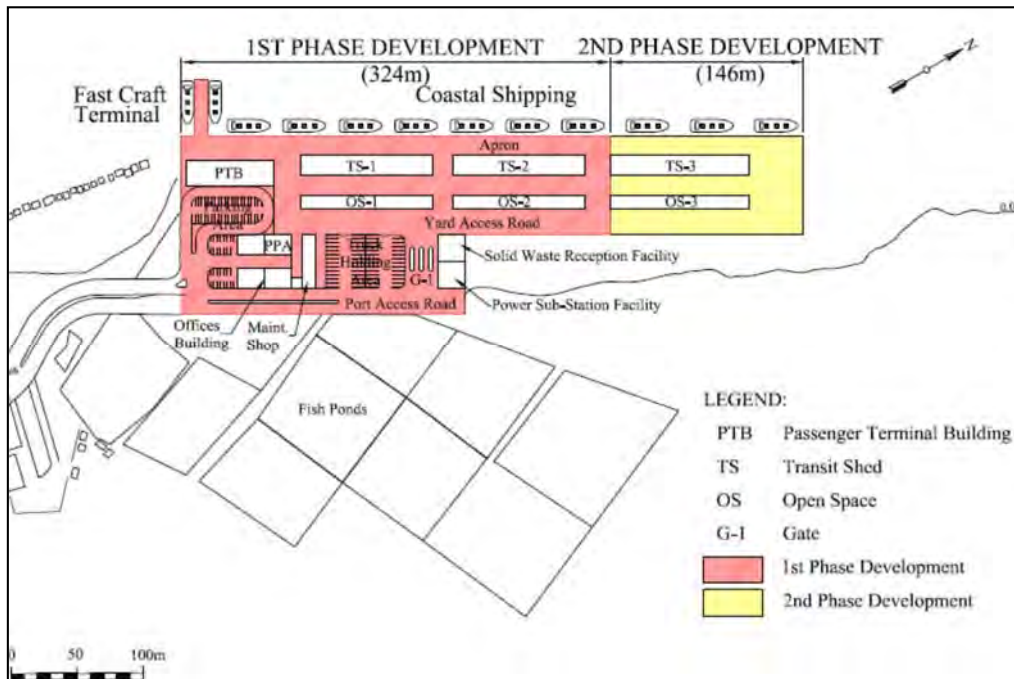 1ST PHASE DEVELOPMENT
(324m)
2ND PHASE DEVELOPMENT
(146m)
N
Fast Craft
Terminal
Coastal Shipping
Apron
PTB
TS-1
TS-2
TS-3
OS-1
OS-2
OS-3
Parking
Area
Yard Access Road
PPA
Truck
Holding
Area
G-1
Solid Waste Reception Facility
Power Sub-Station Facility
Port Access Road
Offices
Building
Maint.
Shop
Fish Ponds
LEGEND:
PTB Passenger Terminal Building
TS Transit Shed
OS Open Space
G-1 Gate
1st Phase Development
2nd Phase Development
0 50 100m